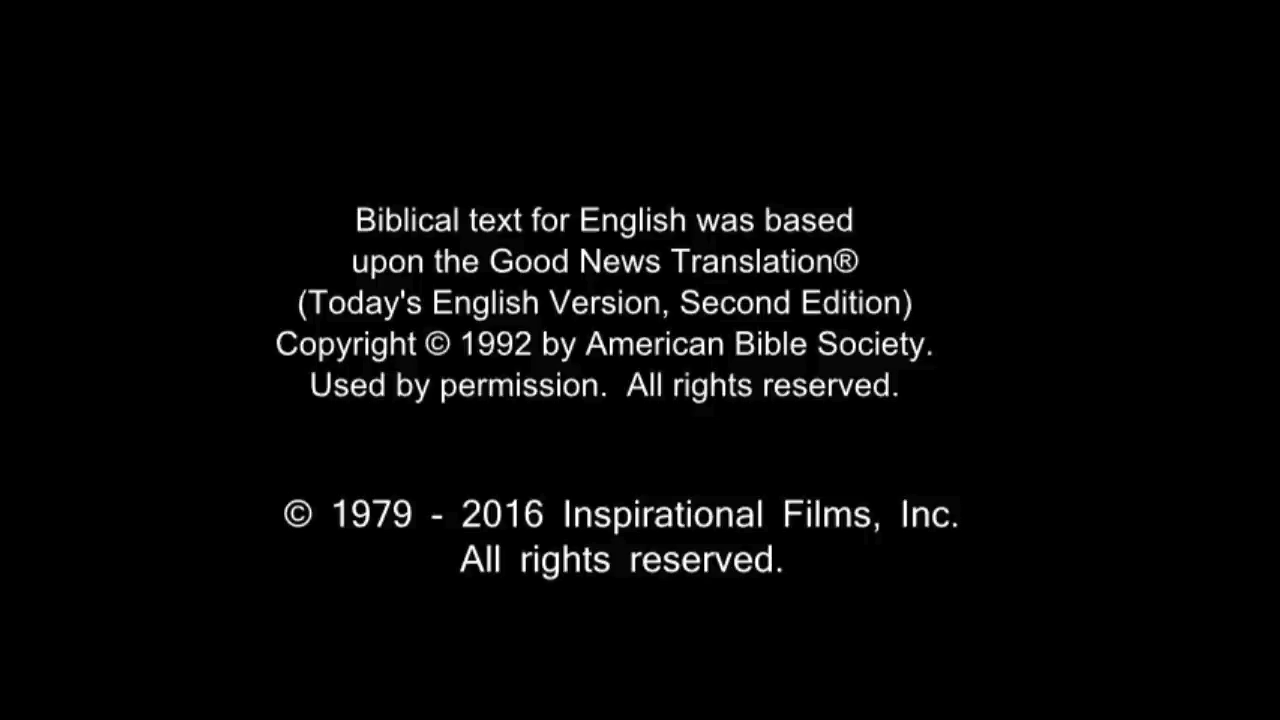 Biblical text for English was based
upon the Good News Translation®
(Today's English Version, Second Edition)
Copyright © 1992 by American Bible Society.
Used by permission.  All rights reserved.
© 1979 - 2016 Inspirational Films, Inc.
All rights reserved.